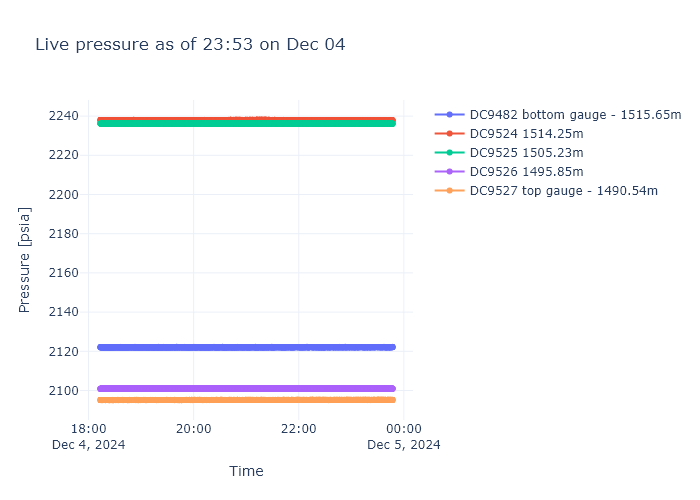 Live pressure as of 23:53 on Dec 04
DC9482 bottom gauge - 1515.65m
DC9524 1514.25m
DC9525 1505.23m
DC9526 1495.85m
DC9527 top gauge - 1490.54m
Pressure [psia]
2240
2220
2200
2180
2160
2140
2120
2100
18:00
Dec 4, 2024
20:00
22:00
00:00
Dec 5, 2024
Time